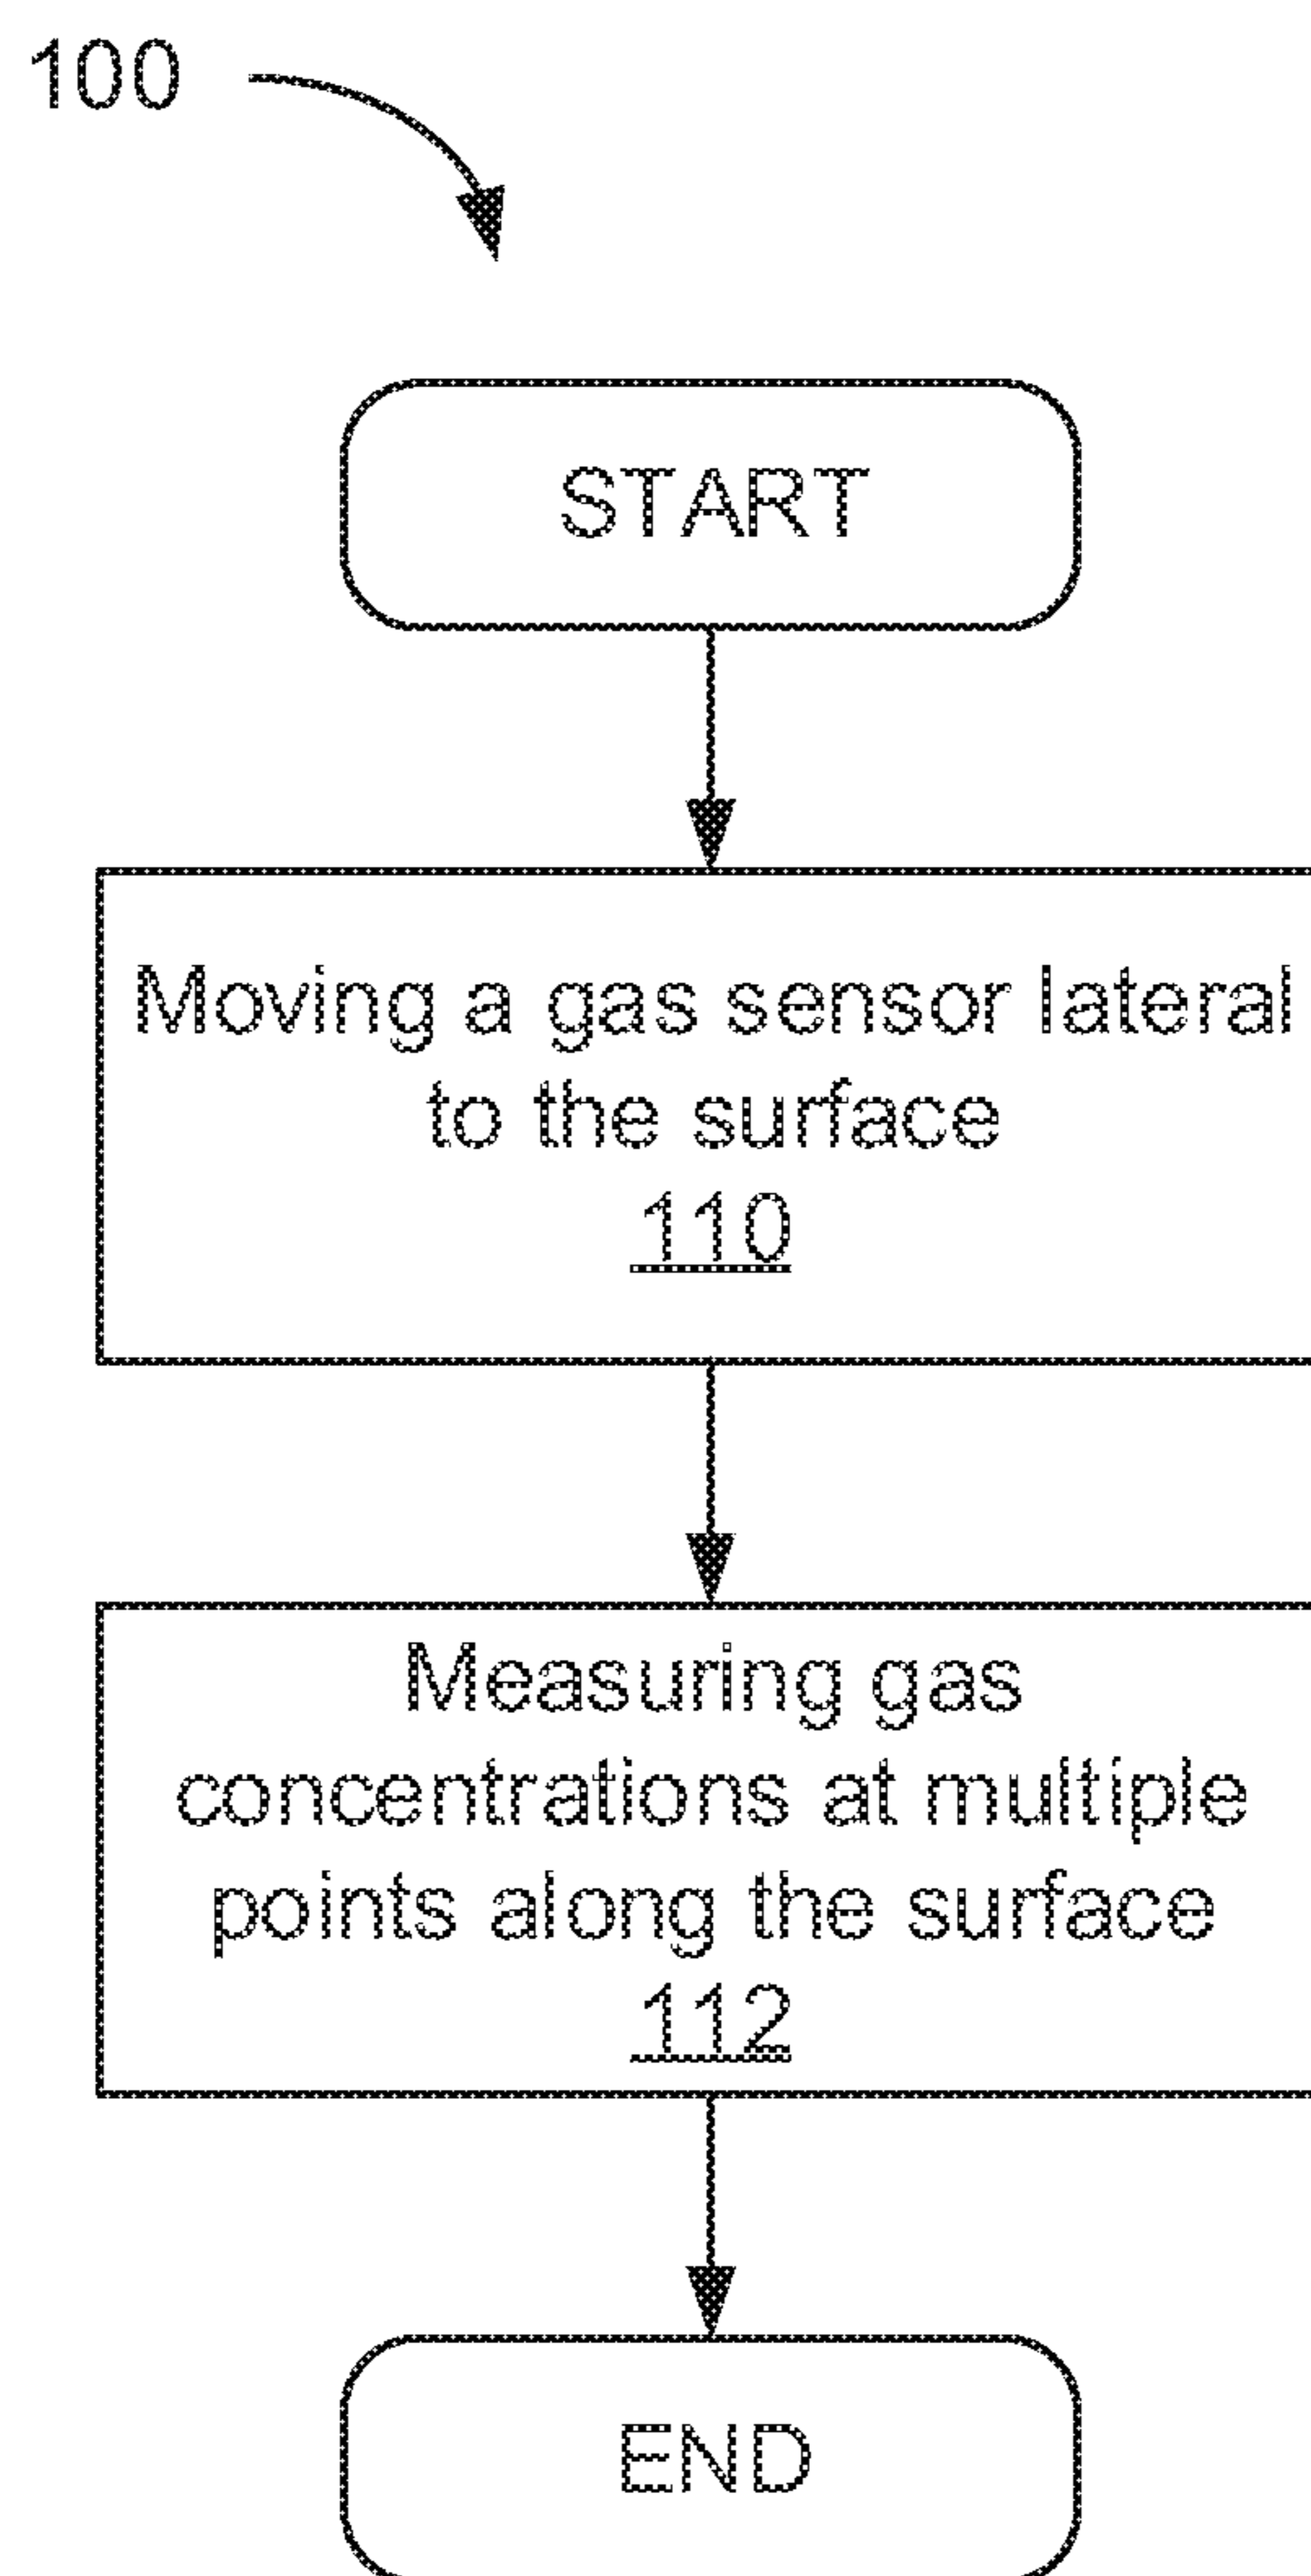 100
START
Moving a gas sensor lateral
to the surface
110
Measuring gas
concentrations at multiple
points along the surface
112
END